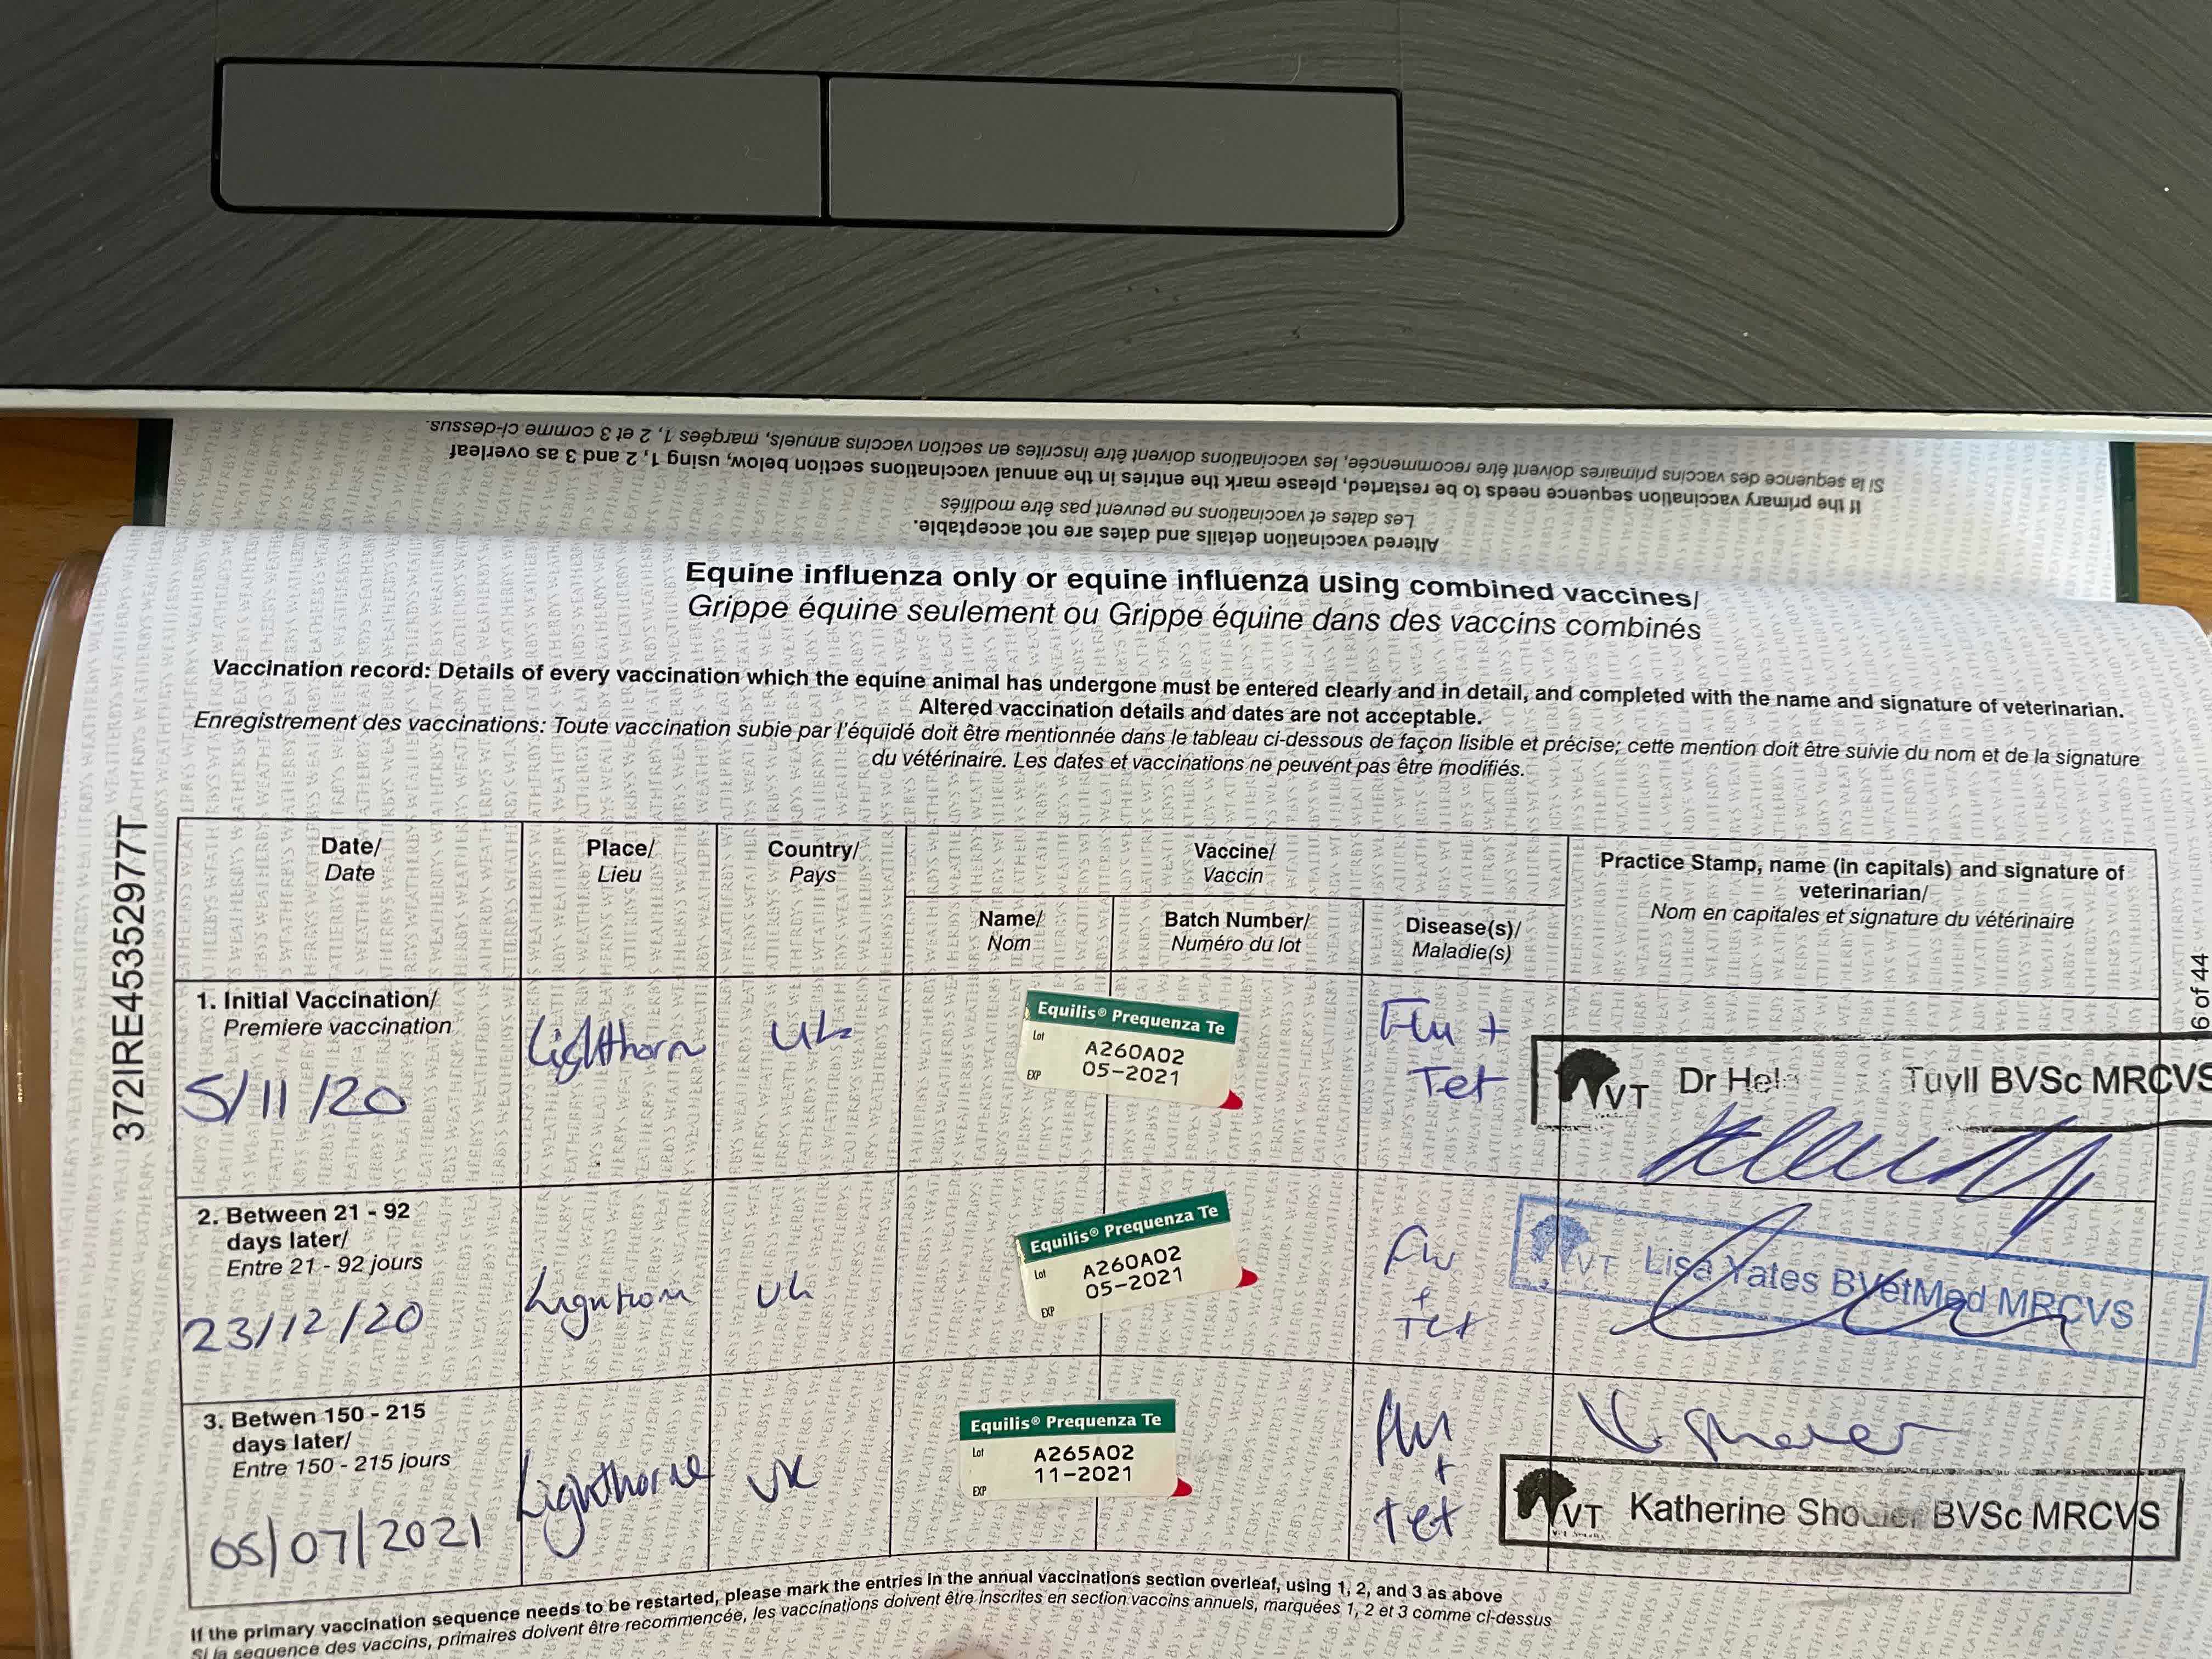 Si la sequence des vaccins primaires doivent être recommencée, les vaccinations doivent être inscrites en section vaccins annuels, marquées 1, 2 et 3 comme ci-dessus.
If the primary vaccination sequence needs to be restarted, please mark the entries in the annual vaccinations section below, using 1, 2 and 3 as overleaf
Les dates et vaccinations ne peuvent pas être modifiés
Altered vaccination details and dates are not acceptable.
Equine influenza only or equine influenza using combined vaccines/
Grippe équine seulement ou Grippe équine dans des vaccins combinés
Vaccination record: Details of every vaccination which the equine animal has undergone must be entered clearly and in detail, and completed with the name and signature of veterinarian.
Altered vaccination details and dates are not acceptable.
Enregistrement des vaccinations: Toute vaccination subie par l'équidé doit être mentionnée dans le tableau ci-dessous de façon lisible et précise; cette mention doit être suivie du nom et de la signature
du vétérinaire. Les dates et vaccinations ne peuvent pas être modifiés.
372IRE45352977T
16 of 44
Date/
Date
Place/
Lieu
Country/
Pays
Vaccine/
Vaccin
Name/
Nom
Batch Number/
Numéro du lot
Disease(s)/
Maladie(s)
Practice Stamp, name (in capitals) and signature of
veterinarian/
Nom en capitales et signature du vétérinaire
1. Initial Vaccination/
Premiere vaccination
5/11/20
Lighthorn
UK
Equilis® Prequenza Te
Lot A260A02
EXP 05-2021
Flu +
Tet
VT Dr Hel Tuyll BVSc MRCVS
2. Between 21 - 92
days later/
Entre 21 - 92 jours
23/12/20
Lighthorn
UK
Equilis® Prequenza Te
Lot A260A02
05-2021
EXP
Flu
+
Tet
VT Lisa Yates BVetMed MRCVS
3. Betwen 150 - 215
days later/
Entre 150 - 215 jours
05/07/2021
Lighthorne
UK
Equilis® Prequenza Te
Lot A265A02
11-2021
EXP
Flu
+
Tet
VT Katherine Shouler BVSc MRCVS
If the primary vaccination sequence needs to be restarted, please mark the entries in the annual vaccinations section overleaf, using 1, 2, and 3 as above
Si la sequence des vaccins, primaires doivent être recommencée, les vaccinations doivent être inscrites en section vaccins annuels, marquées 1, 2 et 3 comme ci-dessus